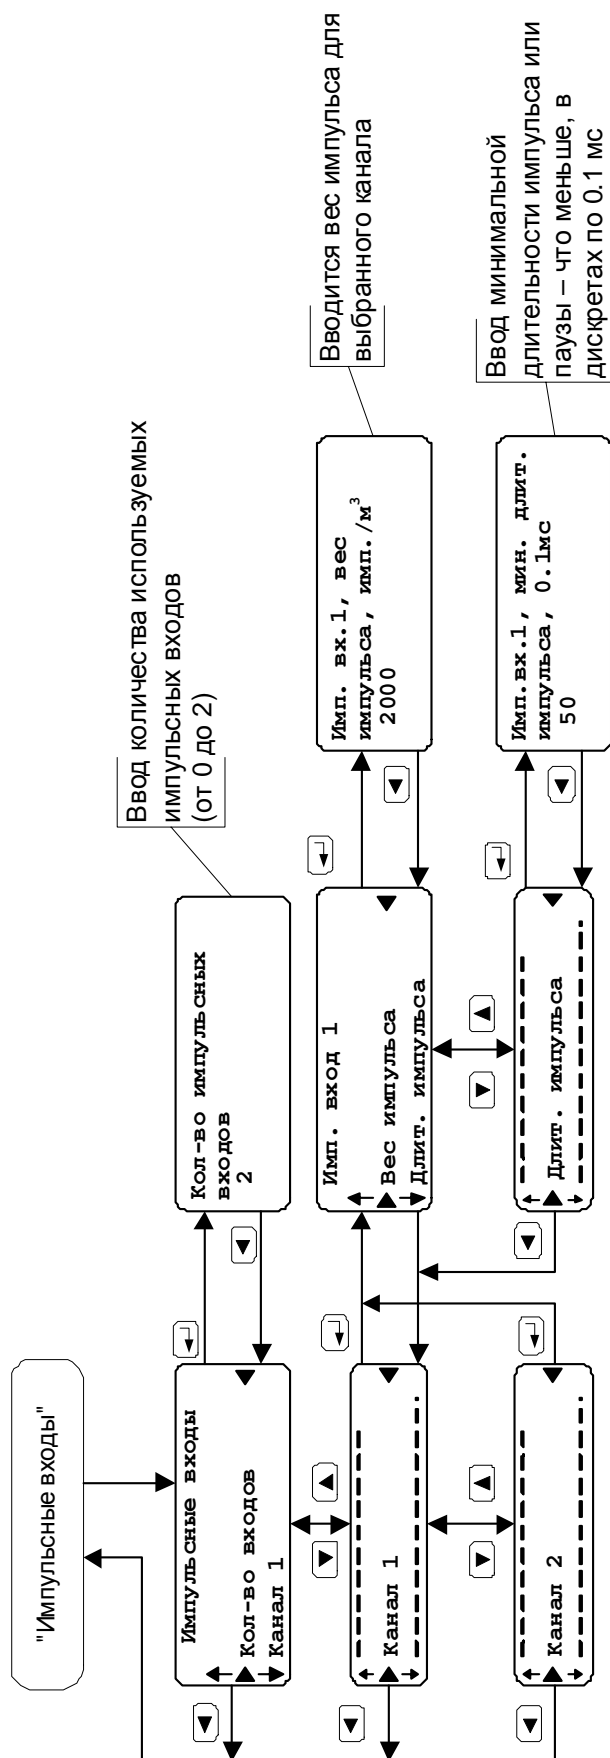 "Импульсные входы"
Импульсные входы
Кол-во входов
Канал 1
Кол-во импульсных
входов
2
Ввод количества используемых
импульсных входов
(от 0 до 2)
Канал 1
Имп. вход 1
Вес импульса
Длит. импульса
Имп. вх.1, вес
импульса, имп./м³
2000
Вводится вес импульса для
выбранного канала
Канал 2
Длит. импульса
Имп.вх.1, мин. длит.
импульса, 0.1мс
50
Ввод минимальной
длительности импульса или
паузы – что меньше, в
дискретах по 0.1 мс